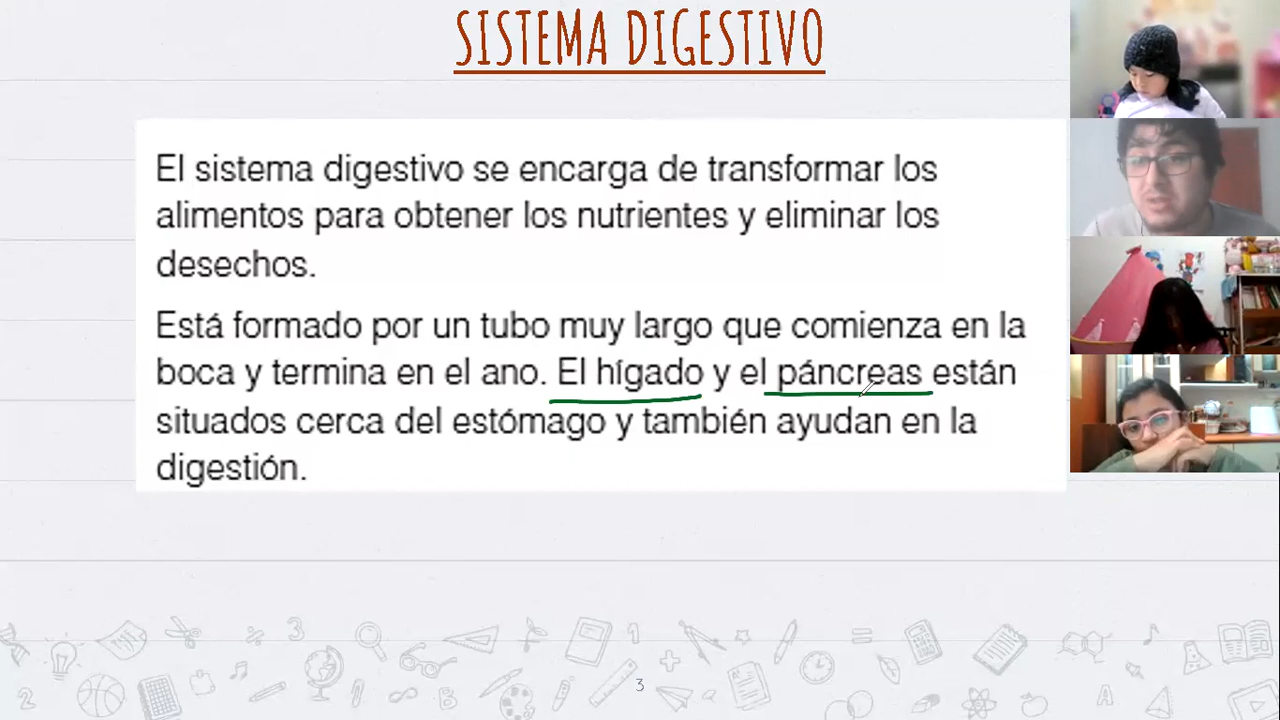 SISTEMA DIGESTIVO
El sistema digestivo se encarga de transformar los
alimentos para obtener los nutrientes y eliminar los
desechos.
Está formado por un tubo muy largo que comienza en la
boca y termina en el ano. El hígado y el páncreas están
situados cerca del estómago y también ayudan en la
digestión.
3